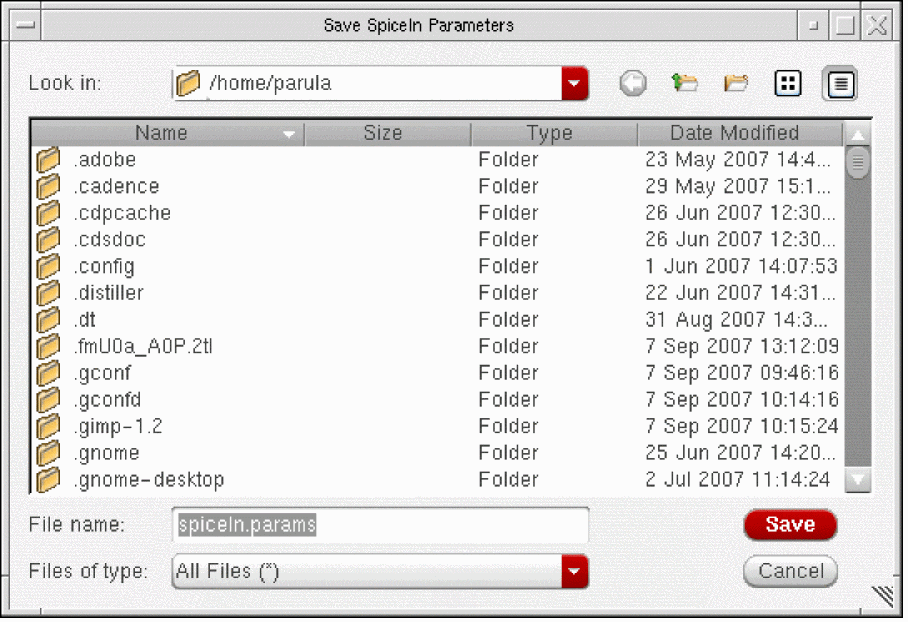 Save SpiceIn Parameters
Look in: /home/parula
Name Size Type Date Modified
.adobe Folder 23 May 2007 14:4...
.cadence Folder 29 May 2007 15:1...
.cdpcache Folder 26 Jun 2007 12:30...
.cdsdoc Folder 26 Jun 2007 12:30...
.config Folder 1 Jun 2007 14:07:53
.distiller Folder 22 Jun 2007 14:31...
.dt Folder 31 Aug 2007 14:3...
.fmU0a_A0P.2tl Folder 7 Sep 2007 13:12:09
.gconf Folder 7 Sep 2007 09:46:16
.gconfd Folder 7 Sep 2007 10:14:16
.gimp-1.2 Folder 7 Sep 2007 10:15:24
.gnome Folder 25 Jun 2007 14:20...
.gnome-desktop Folder 2 Jul 2007 11:14:24
File name: spiceIn.params Save
Files of type: All Files (*) Cancel